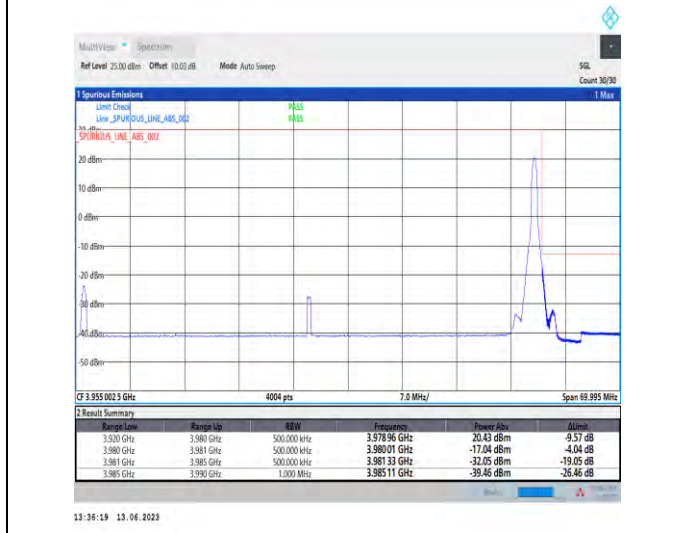 MultiView Spectrum
Ref Level 25.00 dBm Offset 10.03 dB Mode Auto Sweep SGL
Count 30/30
1 Spurious Emissions 1 Max
Limit Check PASS
Line _SPURIOUS_LINE_ABS_002 PASS
_SPURIOUS_LINE_ABS_002
20 dBm
10 dBm
0 dBm
-10 dBm
-20 dBm
-30 dBm
-40 dBm
-50 dBm
CF 3.955 002 5 GHz 4004 pts 7.0 MHz/ Span 69.995 MHz
2 Result Summary
Range Low Range Up RBW Frequency Power Abs ΔLimit
3.920 GHz 3.980 GHz 500.000 kHz 3.978 96 GHz 20.43 dBm -9.57 dB
3.980 GHz 3.981 GHz 500.000 kHz 3.980 01 GHz -17.04 dBm -4.04 dB
3.981 GHz 3.985 GHz 500.000 kHz 3.981 33 GHz -32.05 dBm -19.05 dB
3.985 GHz 3.990 GHz 1.000 MHz 3.985 11 GHz -39.46 dBm -26.46 dB
13:36:19 13.06.2023